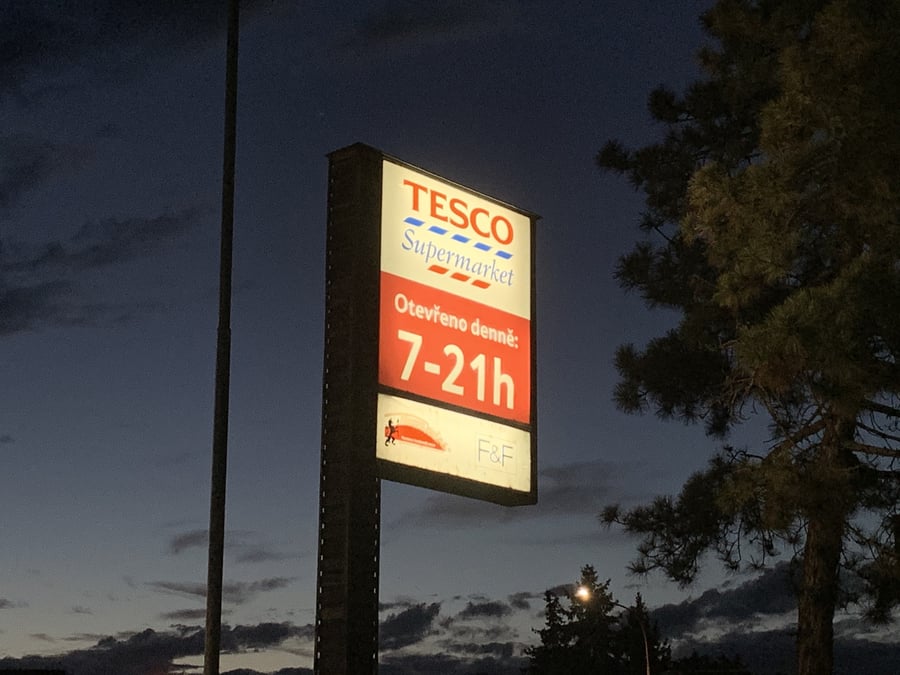 TESCO
Supermarket
Otevřeno denně:
7-21h
F&F